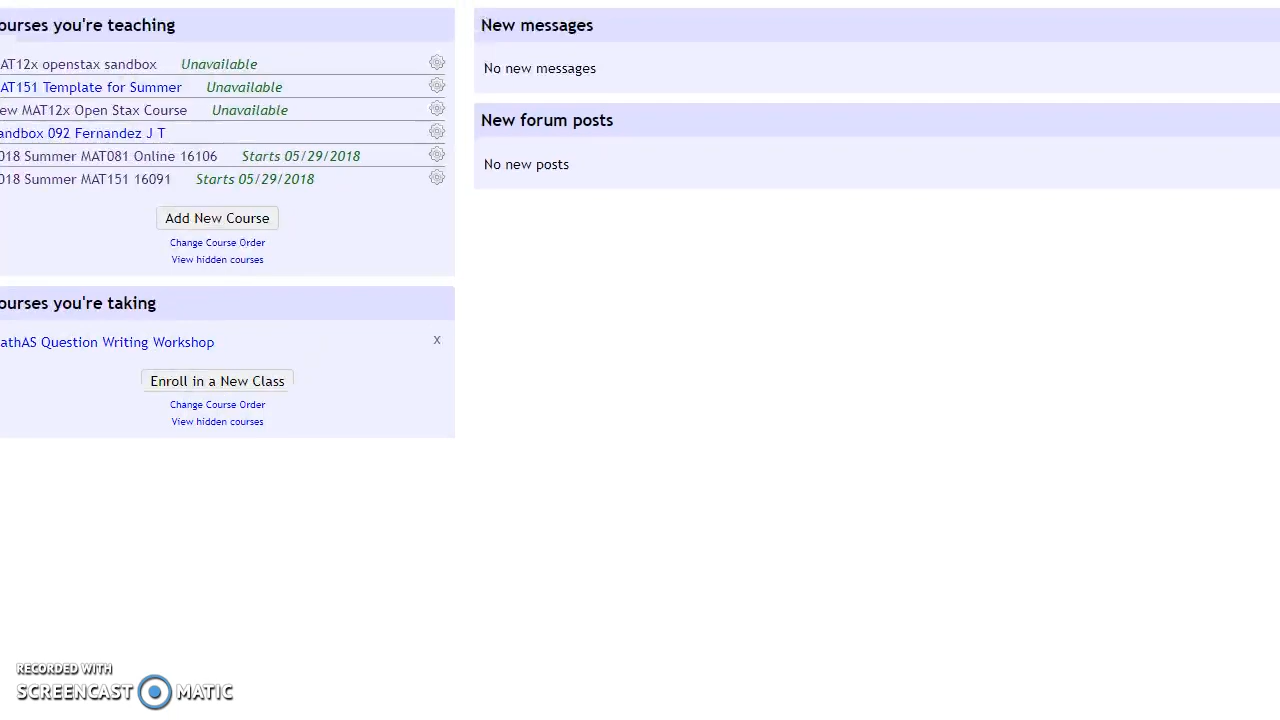 ourses you're teaching
AT12x openstax sandbox Unavailable
AT151 Template for Summer Unavailable
ew MAT12x Open Stax Course Unavailable
andbox 092 Fernandez J T
018 Summer MAT081 Online 16106 Starts 05/29/2018
018 Summer MAT151 16091 Starts 05/29/2018
Add New Course
Change Course Order
View hidden courses
ourses you're taking
athAS Question Writing Workshop x
Enroll in a New Class
Change Course Order
View hidden courses
New messages
No new messages
New forum posts
No new posts
RECORDED WITH
SCREENCAST MATIC